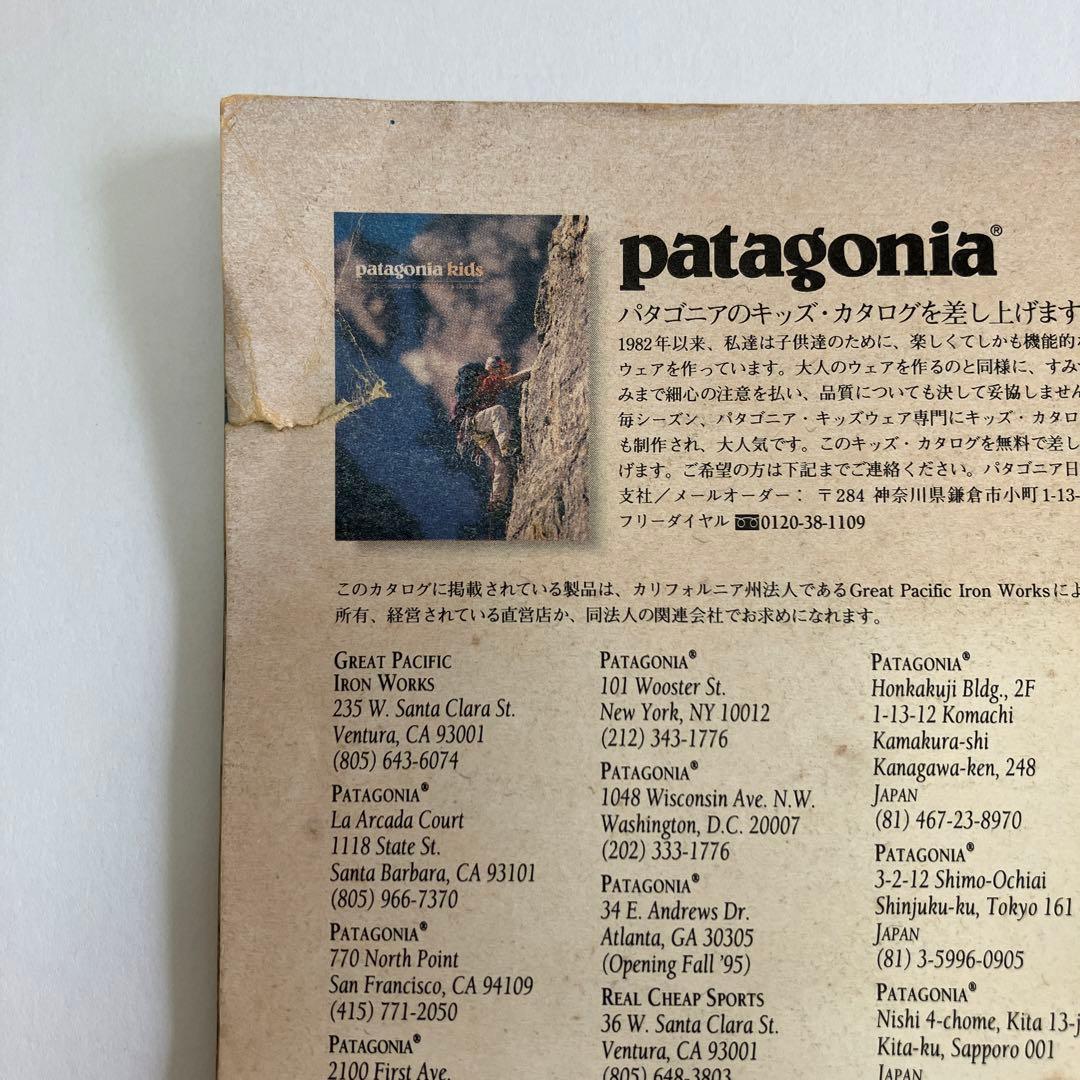 patagonia kids
patagonia®
パタゴニアのキッズ・カタログを差し上げます
1982年以来、私達は子供達のために、楽しくてしかも機能的な
ウェアを作っています。大人のウェアを作るのと同様に、すみず
みまで細心の注意を払い、品質についても決して妥協しません
毎シーズン、パタゴニア・キッズウェア専門にキッズ・カタロ
も制作され、大人気です。このキッズ・カタログを無料で差し
げます。ご希望の方は下記までご連絡ください。パタゴニア日
支社／メールオーダー： 〒284 神奈川県鎌倉市小町1-13-
フリーダイヤル 0120-38-1109
このカタログに掲載されている製品は、カリフォルニア州法人であるGreat Pacific Iron Worksによ
所有、経営されている直営店か、同法人の関連会社でお求めになれます。
GREAT PACIFIC
IRON WORKS
235 W. Santa Clara St.
Ventura, CA 93001
(805) 643-6074
PATAGONIA®
La Arcada Court
1118 State St.
Santa Barbara, CA 93101
(805) 966-7370
PATAGONIA®
770 North Point
San Francisco, CA 94109
(415) 771-2050
PATAGONIA®
2100 First Ave.
PATAGONIA®
101 Wooster St.
New York, NY 10012
(212) 343-1776
PATAGONIA®
1048 Wisconsin Ave. N.W.
Washington, D.C. 20007
(202) 333-1776
PATAGONIA®
34 E. Andrews Dr.
Atlanta, GA 30305
(Opening Fall '95)
REAL CHEAP SPORTS
36 W. Santa Clara St.
Ventura, CA 93001
(805) 648-3803
PATAGONIA®
Honkakuji Bldg., 2F
1-13-12 Komachi
Kamakura-shi
Kanagawa-ken, 248
JAPAN
(81) 467-23-8970
PATAGONIA®
3-2-12 Shimo-Ochiai
Shinjuku-ku, Tokyo 161
JAPAN
(81) 3-5996-0905
PATAGONIA®
Nishi 4-chome, Kita 13-j
Kita-ku, Sapporo 001
JAPAN